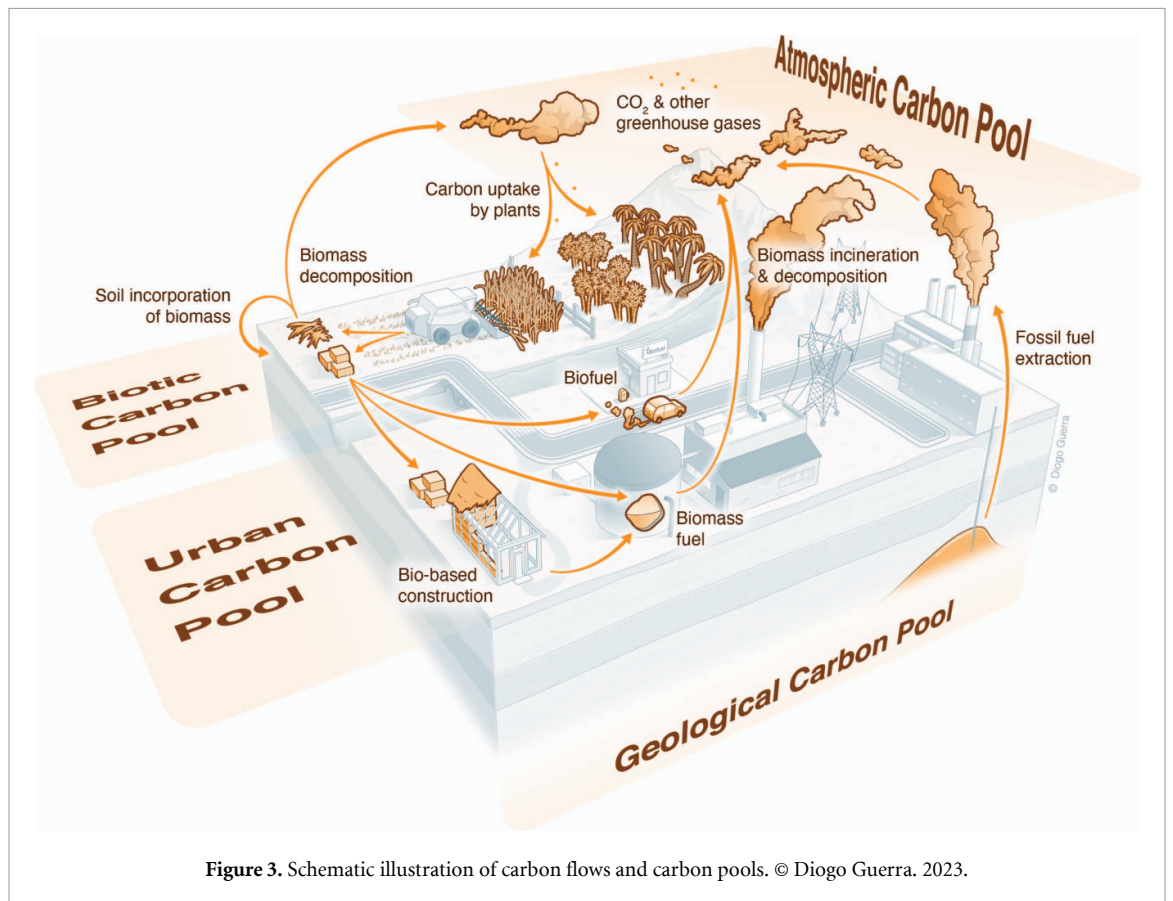 Atmospheric Carbon Pool
CO₂ & other
greenhouse gases
Carbon uptake
by plants
Biomass
decomposition
Biomass incineration
& decomposition
Soil incorporation
of biomass
Fossil fuel
extraction
Biotic
Carbon
Pool
Biofuel
Biofuel
© Diogo Guerra
Urban
Carbon
Pool
Biomass
fuel
Bio-based
construction
Geological Carbon Pool
Figure 3. Schematic illustration of carbon flows and carbon pools. © Diogo Guerra. 2023.